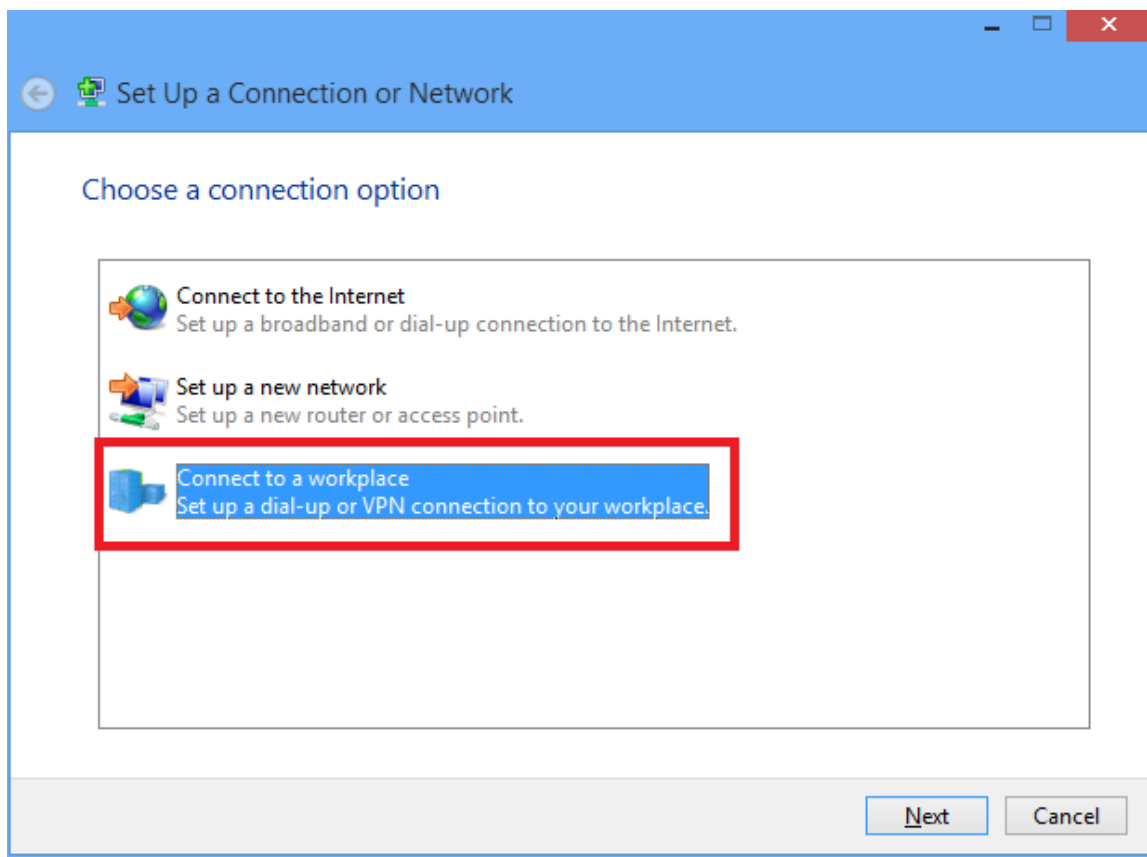 Set Up a Connection or Network
Choose a connection option
Connect to the Internet
Set up a broadband or dial-up connection to the Internet.
Set up a new network
Set up a new router or access point.
Connect to a workplace
Set up a dial-up or VPN connection to your workplace.
Next
Cancel